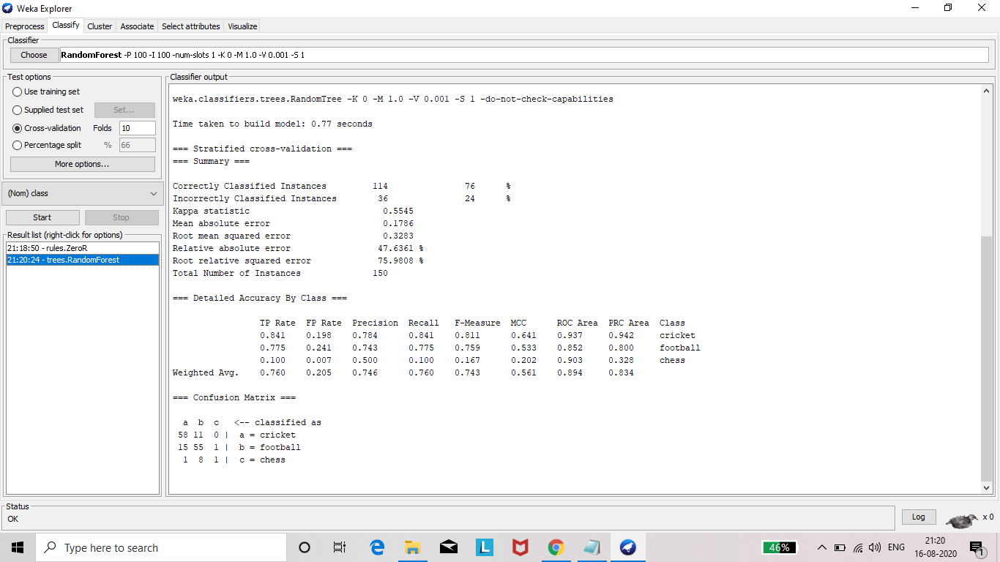 Weka Explorer
Preprocess Classify Cluster Associate Select attributes Visualize
Classifier
Choose RandomForest -P 100 -I 100 -num-slots 1 -K 0 -M 1.0 -V 0.001 -S 1
Test options
Use training set
Supplied test set Set...
Cross-validation Folds 10
Percentage split % 66
More options...
(Nom) class
Start Stop
Result list (right-click for options)
21:18:50 - rules.ZeroR
21:20:24 - trees.RandomForest
Classifier output
weka.classifiers.trees.RandomTree -K 0 -M 1.0 -V 0.001 -S 1 -do-not-check-capabilities
Time taken to build model: 0.77 seconds
=== Stratified cross-validation ===
=== Summary ===
Correctly Classified Instances 114 76 %
Incorrectly Classified Instances 36 24 %
Kappa statistic 0.5545
Mean absolute error 0.1786
Root mean squared error 0.3283
Relative absolute error 47.6361 %
Root relative squared error 75.9808 %
Total Number of Instances 150
=== Detailed Accuracy By Class ===
TP Rate FP Rate Precision Recall F-Measure MCC ROC Area PRC Area Class
0.841 0.198 0.784 0.841 0.811 0.641 0.937 0.942 cricket
0.775 0.241 0.743 0.775 0.759 0.533 0.852 0.800 football
0.100 0.007 0.500 0.100 0.167 0.202 0.903 0.328 chess
Weighted Avg. 0.760 0.205 0.746 0.760 0.743 0.561 0.894 0.834
=== Confusion Matrix ===
a b c <-- classified as
58 11 0 | a = cricket
15 55 1 | b = football
1 8 1 | c = chess
Status
OK
Log x 0
Type here to search
L
46%
ENG
21:20
16-08-2020
1